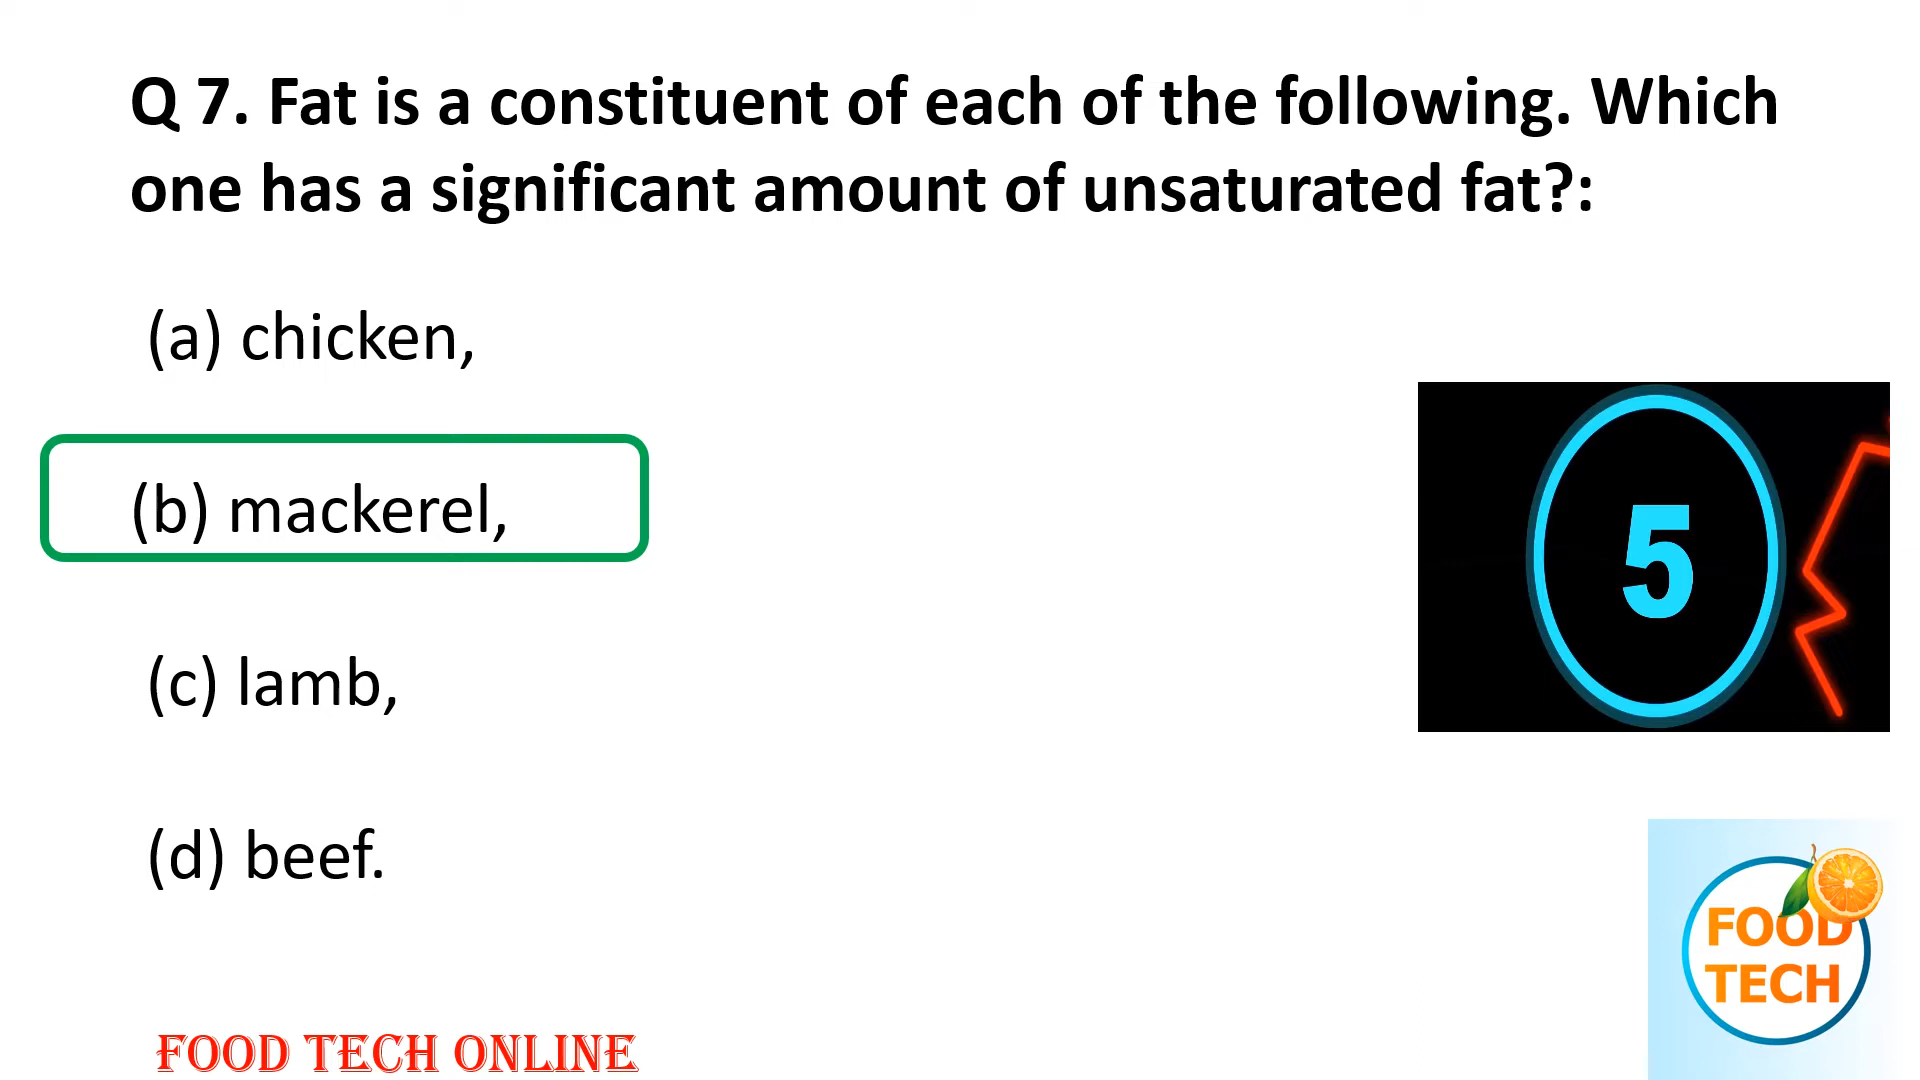 Q 7. Fat is a constituent of each of the following. Which
one has a significant amount of unsaturated fat?:
(a) chicken,
(b) mackerel,
(c) lamb,
(d) beef.
5
FOOD
TECH
FOOD TECH ONLINE